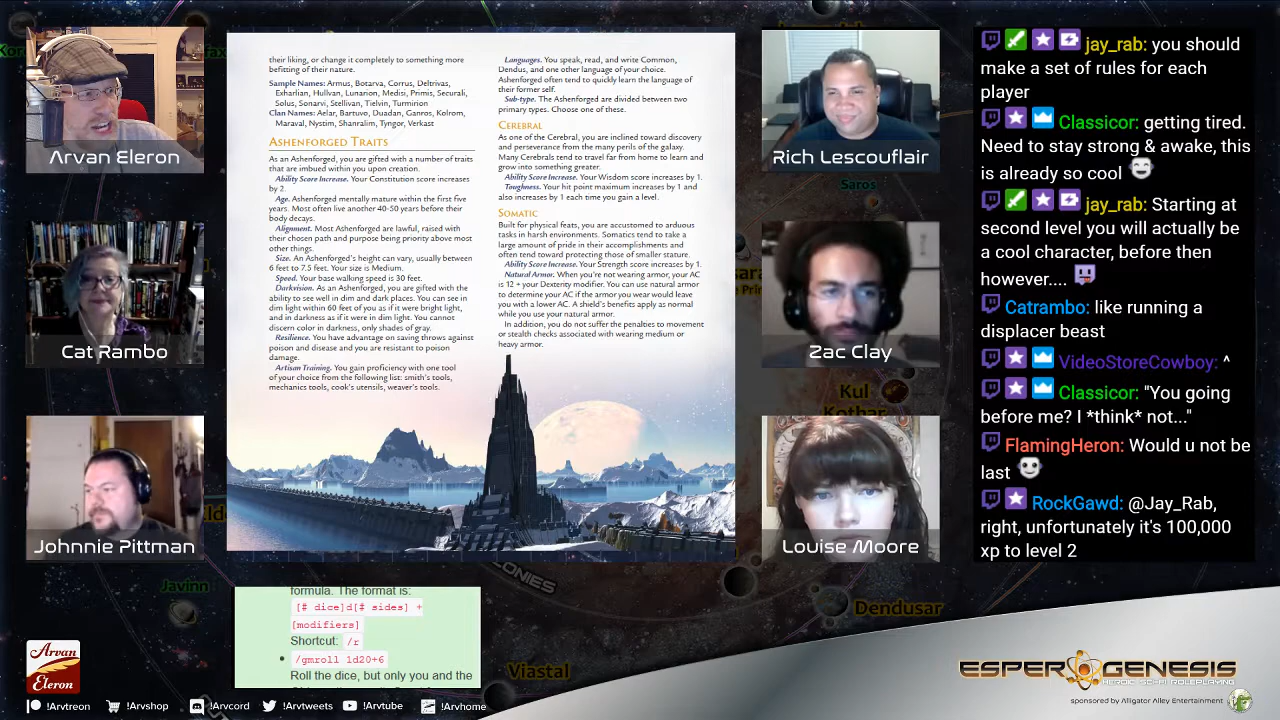 Arvan Eleron
Cat Rambo
Johnnie Pittman
their liking, or change it completely to something more
befitting of their nature.
Sample Names: Armus, Botarva, Corrus, Deltrivas,
Exharlian, Hullvan, Lunarion, Medisi, Primis, Securali,
Solus, Sonarvi, Stellivan, Tielvin, Turmirion
Clan Names: Aelar, Bartuvo, Duadan, Ganros, Kolrom,
Maraval, Nystim, Shanralim, Tyngor, Verkast
Ashenforged Traits
As an Ashenforged, you are gifted with a number of traits
that are imbued within you upon creation.
Ability Score Increase. Your Constitution score increases
by 2.
Age. Ashenforged mentally mature within the first five
years. Most often live another 40-50 years before their
body decays.
Alignment. Most Ashenforged are lawful, raised with
their chosen path and purpose being priority above most
other things.
Size. An Ashenforged's height can vary, usually between
6 feet to 7.5 feet. Your size is Medium.
Speed. Your base walking speed is 30 feet.
Darkvision. As an Ashenforged, you are gifted with the
ability to see well in dim and dark places. You can see in
dim light within 60 feet of you as if it were bright light,
and in darkness as if it were in dim light. You cannot
discern color in darkness, only shades of gray.
Resilience. You have advantage on saving throws against
poison and disease and you are resistant to poison
damage.
Artisan Training. You gain proficiency with one tool
of your choice from the following list: smith's tools,
mechanics tools, cook's utensils, weaver's tools.
Languages. You speak, read, and write Common,
Dendus, and one other language of your choice.
Ashenforged often tend to quickly learn the language of
their former self.
Sub-type. The Ashenforged are divided between two
primary types. Choose one of these.
Cerebral
As one of the Cerebral, you are inclined toward discovery
and perseverance from the many perils of the galaxy.
Many Cerebrals tend to travel far from home to learn and
grow into something greater.
Ability Score Increase. Your Wisdom score increases by 1.
Toughness. Your hit point maximum increases by 1 and
also increases by 1 each time you gain a level.
Somatic
Built for physical feats, you are accustomed to arduous
tasks in harsh environments. Somatics tend to take a
large amount of pride in their accomplishments and
often tend toward protecting those of smaller stature.
Ability Score Increase. Your Strength score increases by 1.
Natural Armor. When you're not wearing armor, your AC
is 12 + your Dexterity modifier. You can use natural armor
to determine your AC if the armor you wear would leave
you with a lower AC. A shield's benefits apply as normal
while you use your natural armor.
In addition, you do not suffer the penalties to movement
or stealth checks associated with wearing medium or
heavy armor.
Rich Lescouflair
Saros
Zac Clay
Kul
Kothar
Louise Moore
jay_rab: you should
make a set of rules for each
player
Classicor: getting tired.
Need to stay strong & awake, this
is already so cool
jay_rab: Starting at
second level you will actually be
a cool character, before then
however....
Catrambo: like running a
displacer beast
VideoStoreCowboy: ^
Classicor: "You going
before me? I *think* not..."
FlamingHeron: Would u not be
last
RockGawd: @Jay_Rab,
right, unfortunately it's 100,000
xp to level 2
Javinn
Dendusar
Viastal
formula. The format is:
[# dice]d[# sides] +
[modifiers]
Shortcut: /r
/gmroll 1d20+6
Roll the dice, but only you and the
Arvan
Eleron
!Arvtreon
!Arvshop
!Arvcord
!Arvtweets
!Arvtube
!Arvhome
ESPER GENESIS
HEROIC SCI-FI ROLEPLAYING
sponsored by Alligator Alley Entertainment